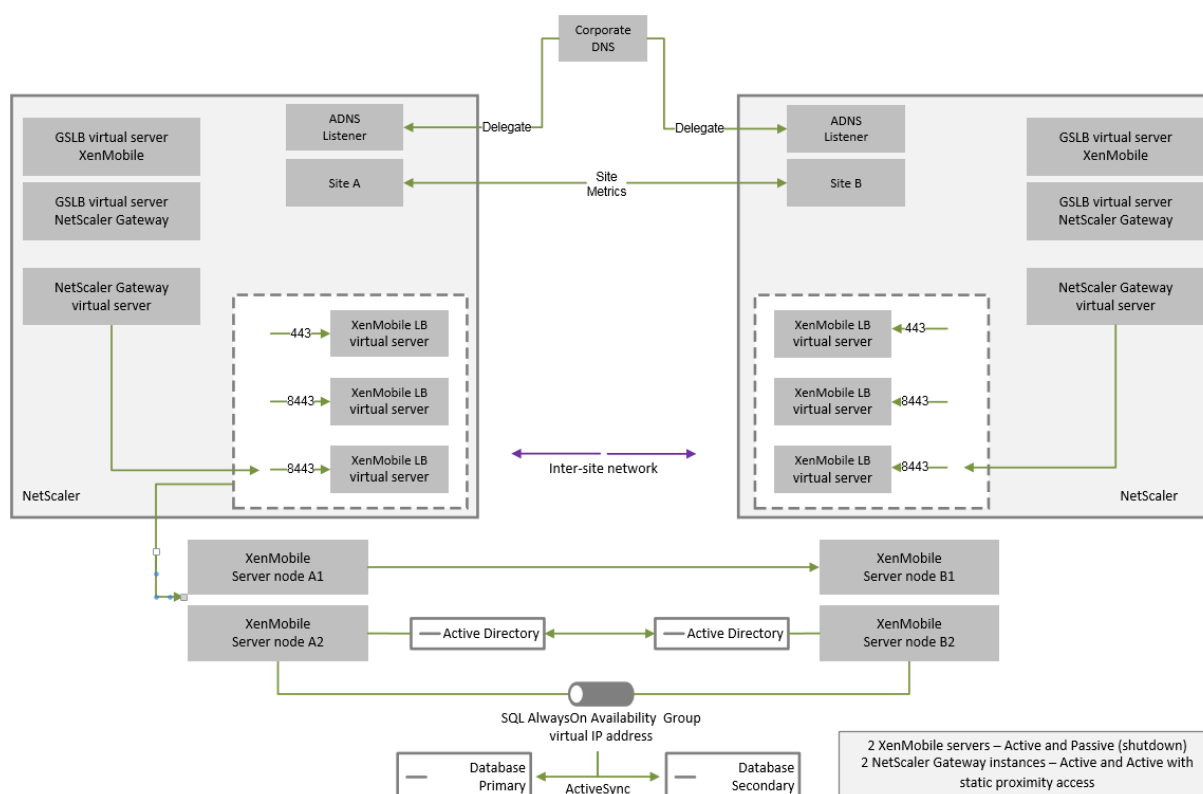 Corporate
DNS
ADNS
Listener
Delegate
Delegate
ADNS
Listener
GSLB virtual server
XenMobile
GSLB virtual server
XenMobile
Site A
Site
Metrics
Site B
GSLB virtual server
NetScaler Gateway
GSLB virtual server
NetScaler Gateway
NetScaler Gateway
virtual server
NetScaler Gateway
virtual server
443
XenMobile LB
virtual server
XenMobile LB
virtual server
443
8443
XenMobile LB
virtual server
XenMobile LB
virtual server
8443
8443
XenMobile LB
virtual server
Inter-site network
XenMobile LB
virtual server
8443
NetScaler
NetScaler
XenMobile
Server node A1
XenMobile
Server node B1
XenMobile
Server node A2
Active Directory
Active Directory
XenMobile
Server node B2
SQL AlwaysOn Availability Group
virtual IP address
Database
Primary
ActiveSync
Database
Secondary
2 XenMobile servers – Active and Passive (shutdown)
2 NetScaler Gateway instances – Active and Active with
static proximity access